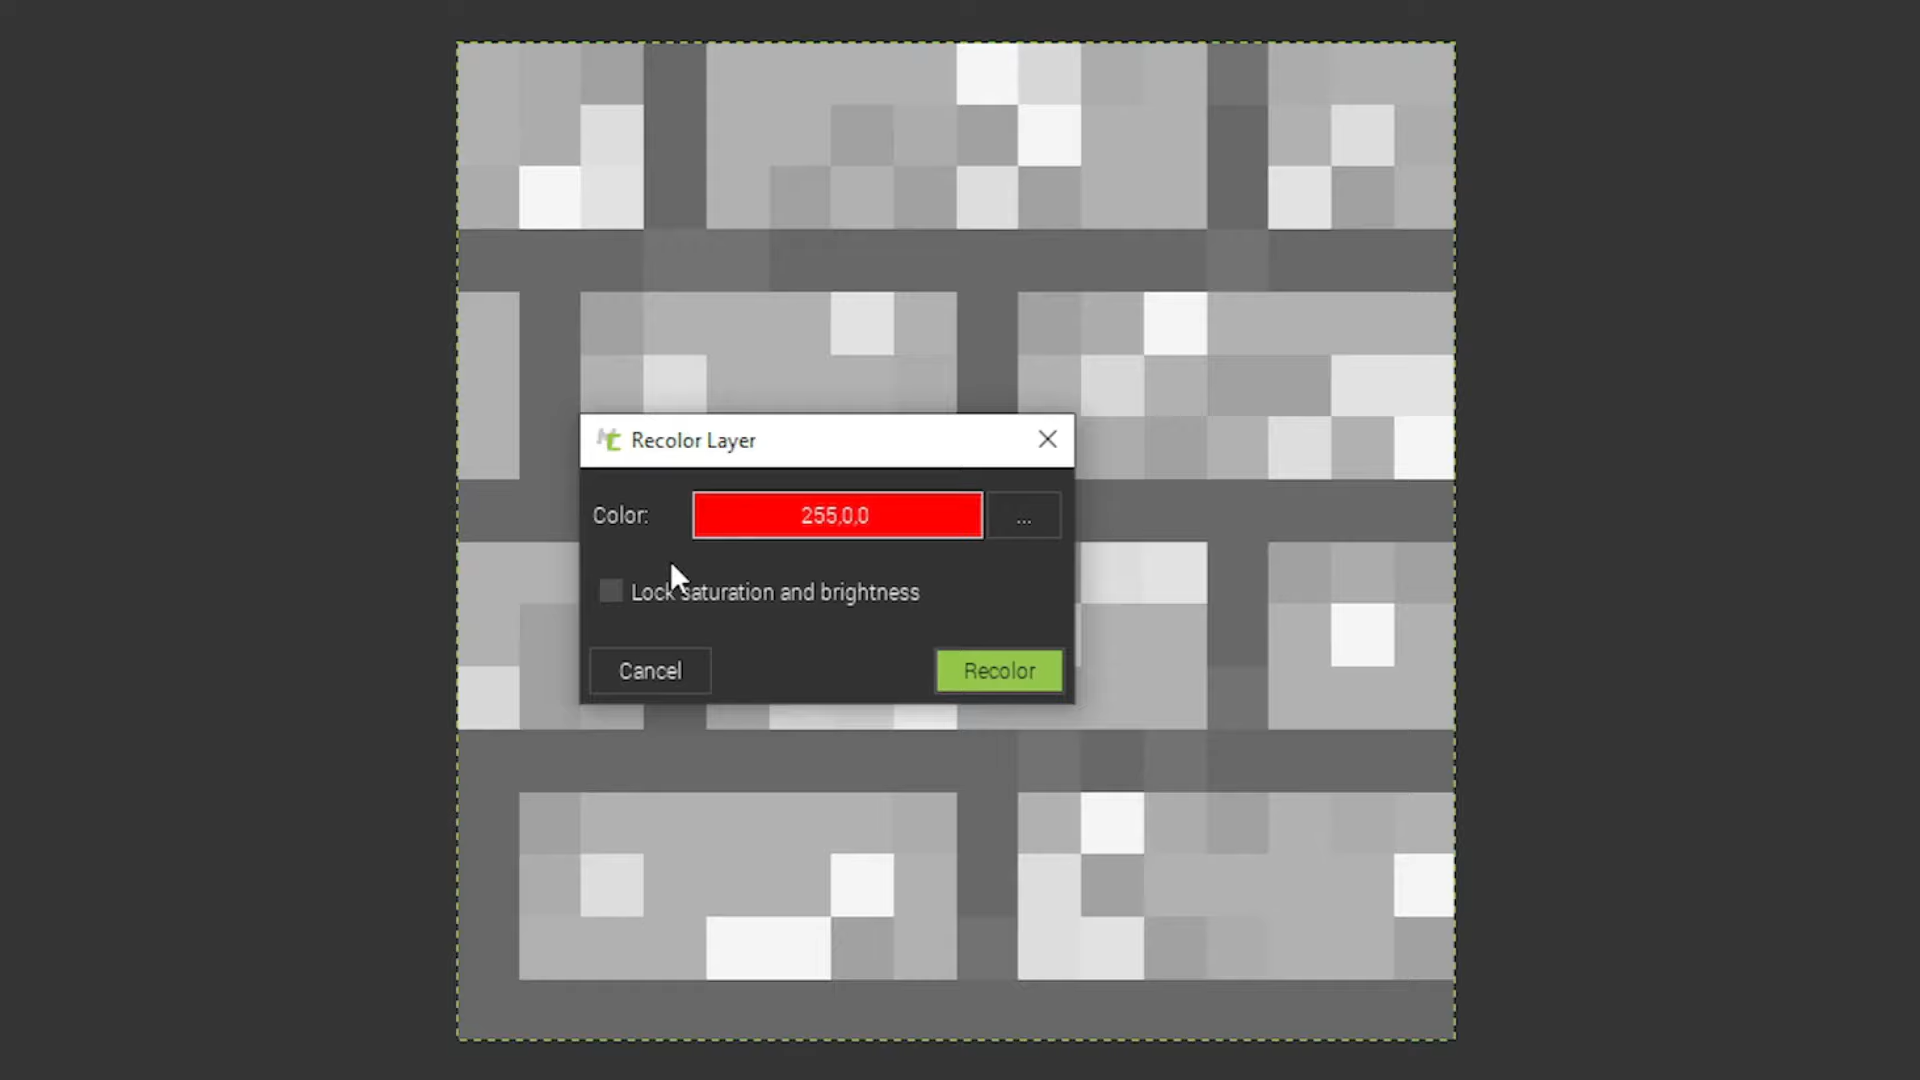 Recolor Layer
Color: 255,0,0 ...
Lock saturation and brightness
Cancel Recolor